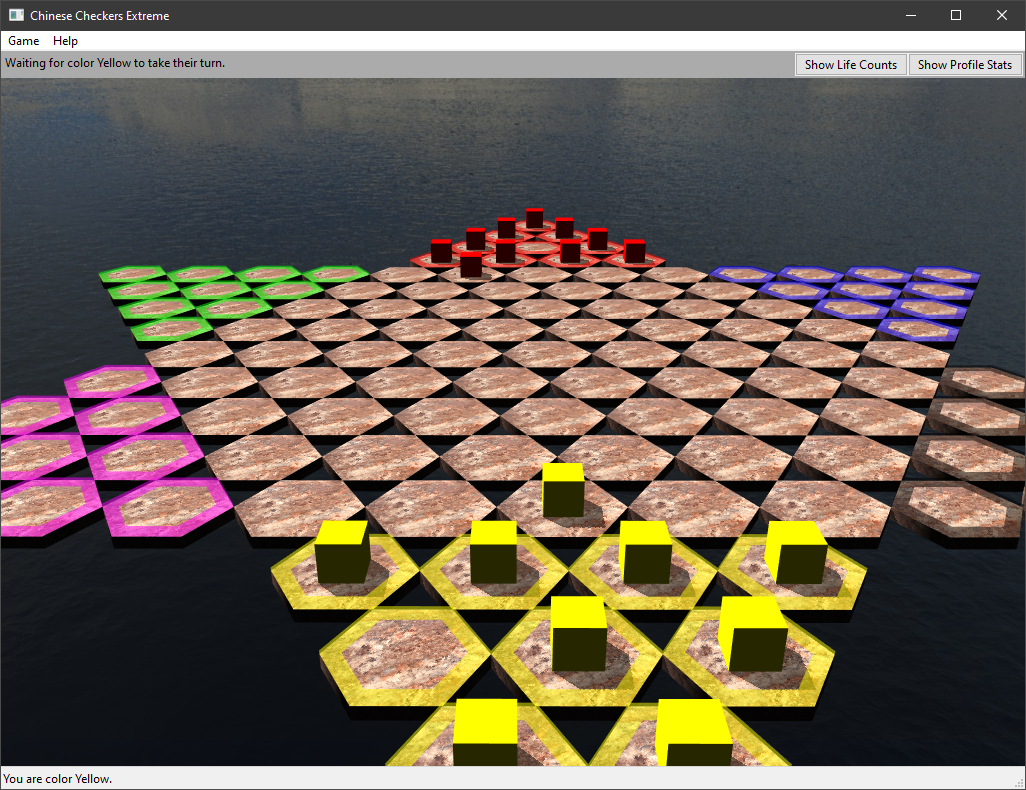 Chinese Checkers Extreme
Game Help
Waiting for color Yellow to take their turn.
Show Life Counts
Show Profile Stats
You are color Yellow.